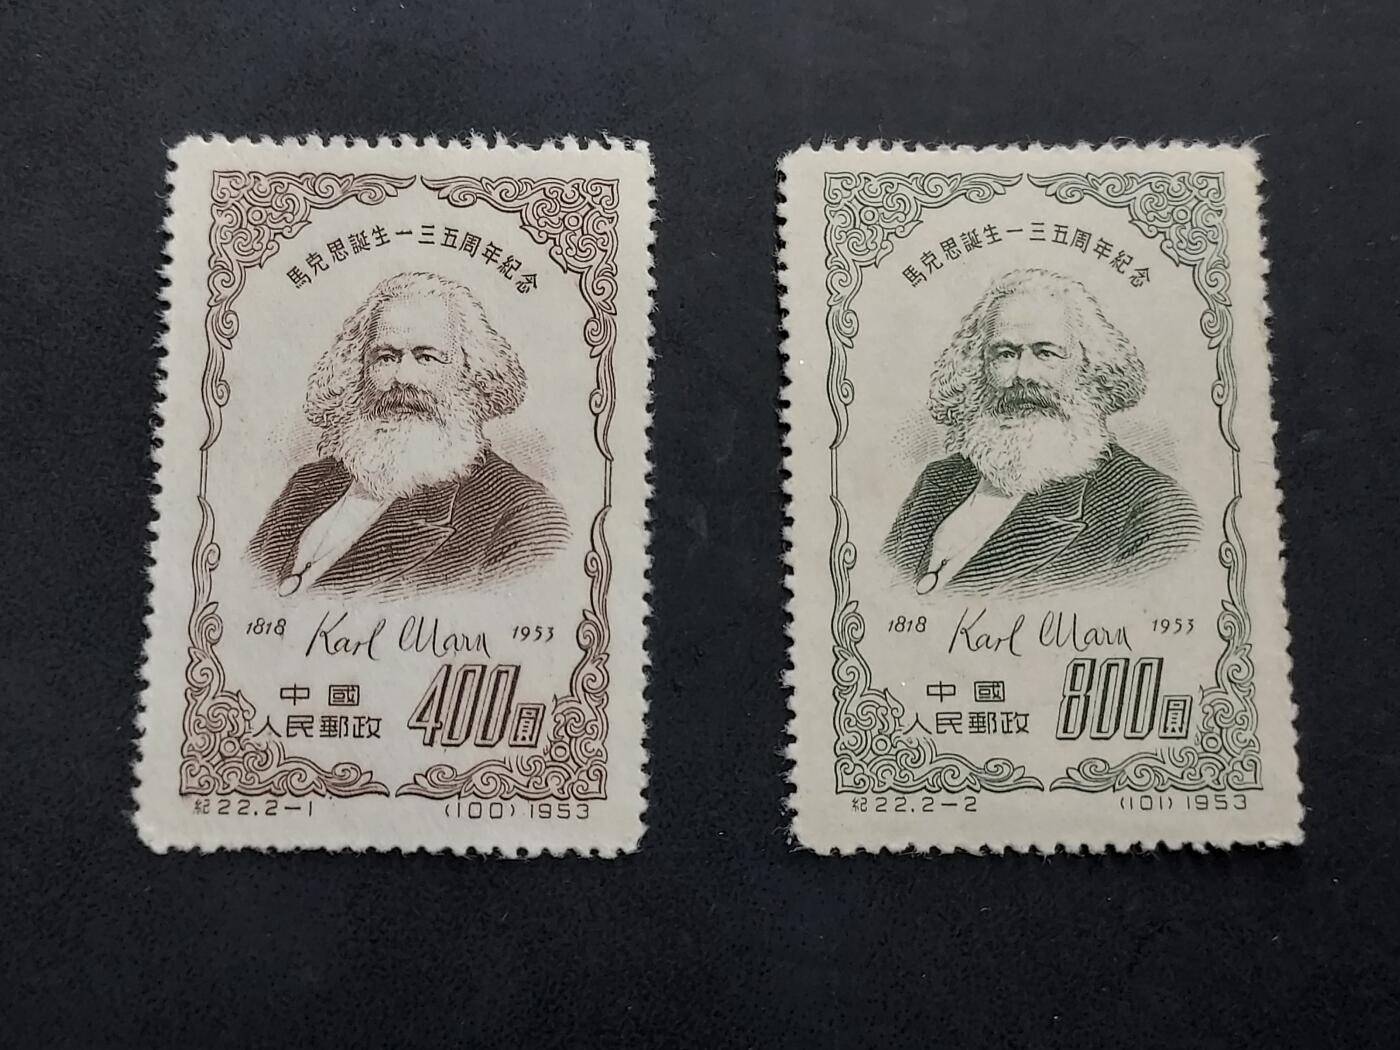 馬克思誕生一三五周年紀念
1818 Karl Marx 1953
中國
人民郵政 400圓
紀22.2-1 (100) 1953
馬克思誕生一三五周年紀念
1818 Karl Marx 1953
中國
人民郵政 800圓
紀22.2-2 (101) 1953